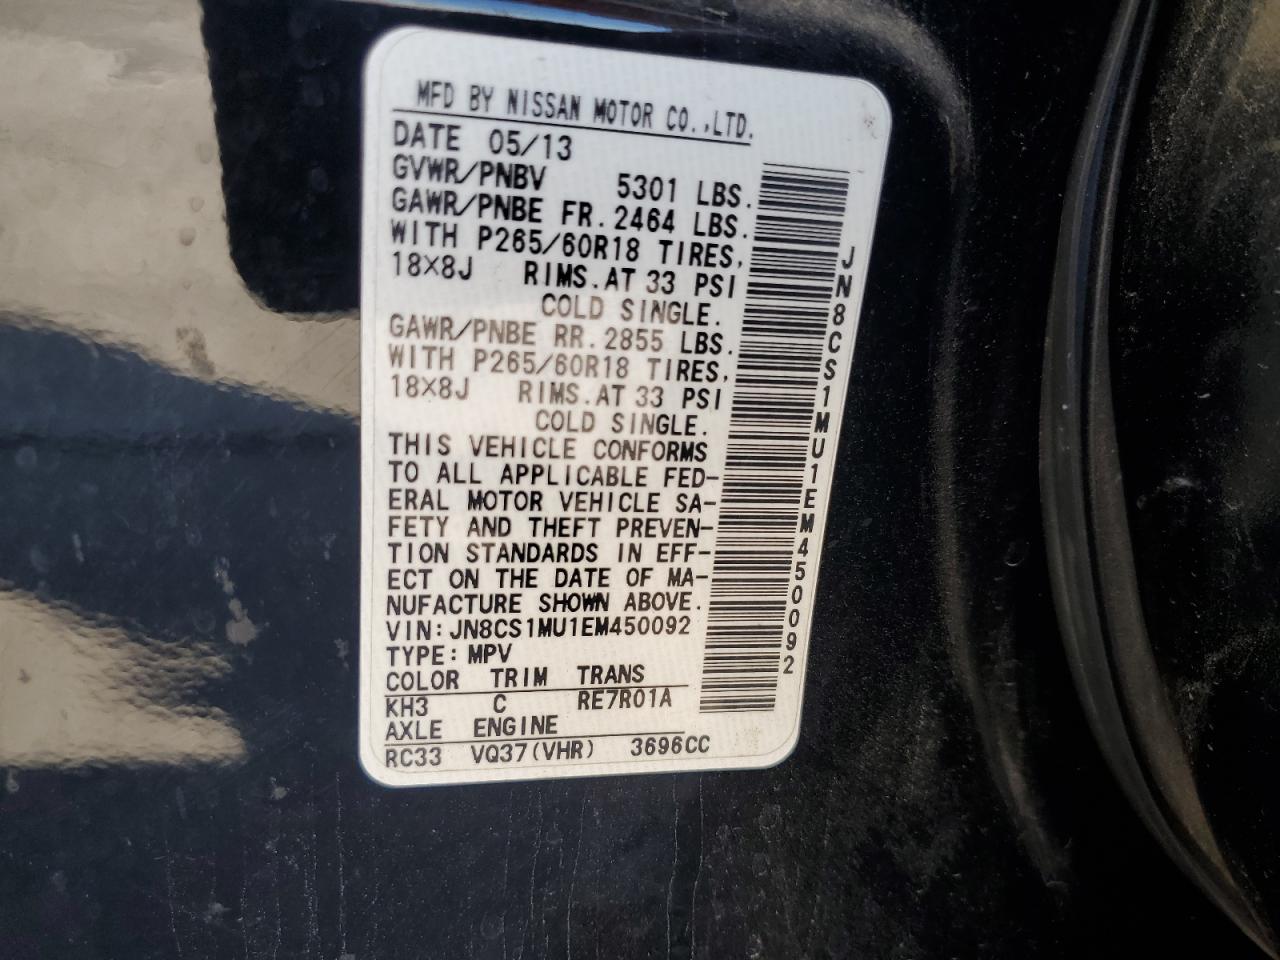 MFD BY NISSAN MOTOR CO.,LTD.
DATE 05/13
GVWR/PNBV 5301 LBS.
GAWR/PNBE FR. 2464 LBS.
WITH P265/60R18 TIRES,
18X8J RIMS.AT 33 PSI
COLD SINGLE.
GAWR/PNBE RR. 2855 LBS.
WITH P265/60R18 TIRES,
18X8J RIMS.AT 33 PSI
COLD SINGLE.
THIS VEHICLE CONFORMS
TO ALL APPLICABLE FED-
ERAL MOTOR VEHICLE SA-
FETY AND THEFT PREVEN-
TION STANDARDS IN EFF-
ECT ON THE DATE OF MA-
NUFACTURE SHOWN ABOVE.
VIN:JN8CS1MU1EM450092
TYPE:MPV
COLOR TRIM TRANS
KH3 C RE7R01A
AXLE ENGINE
RC33 VQ37(VHR) 3696CC
JN8CS1MU1EM450092